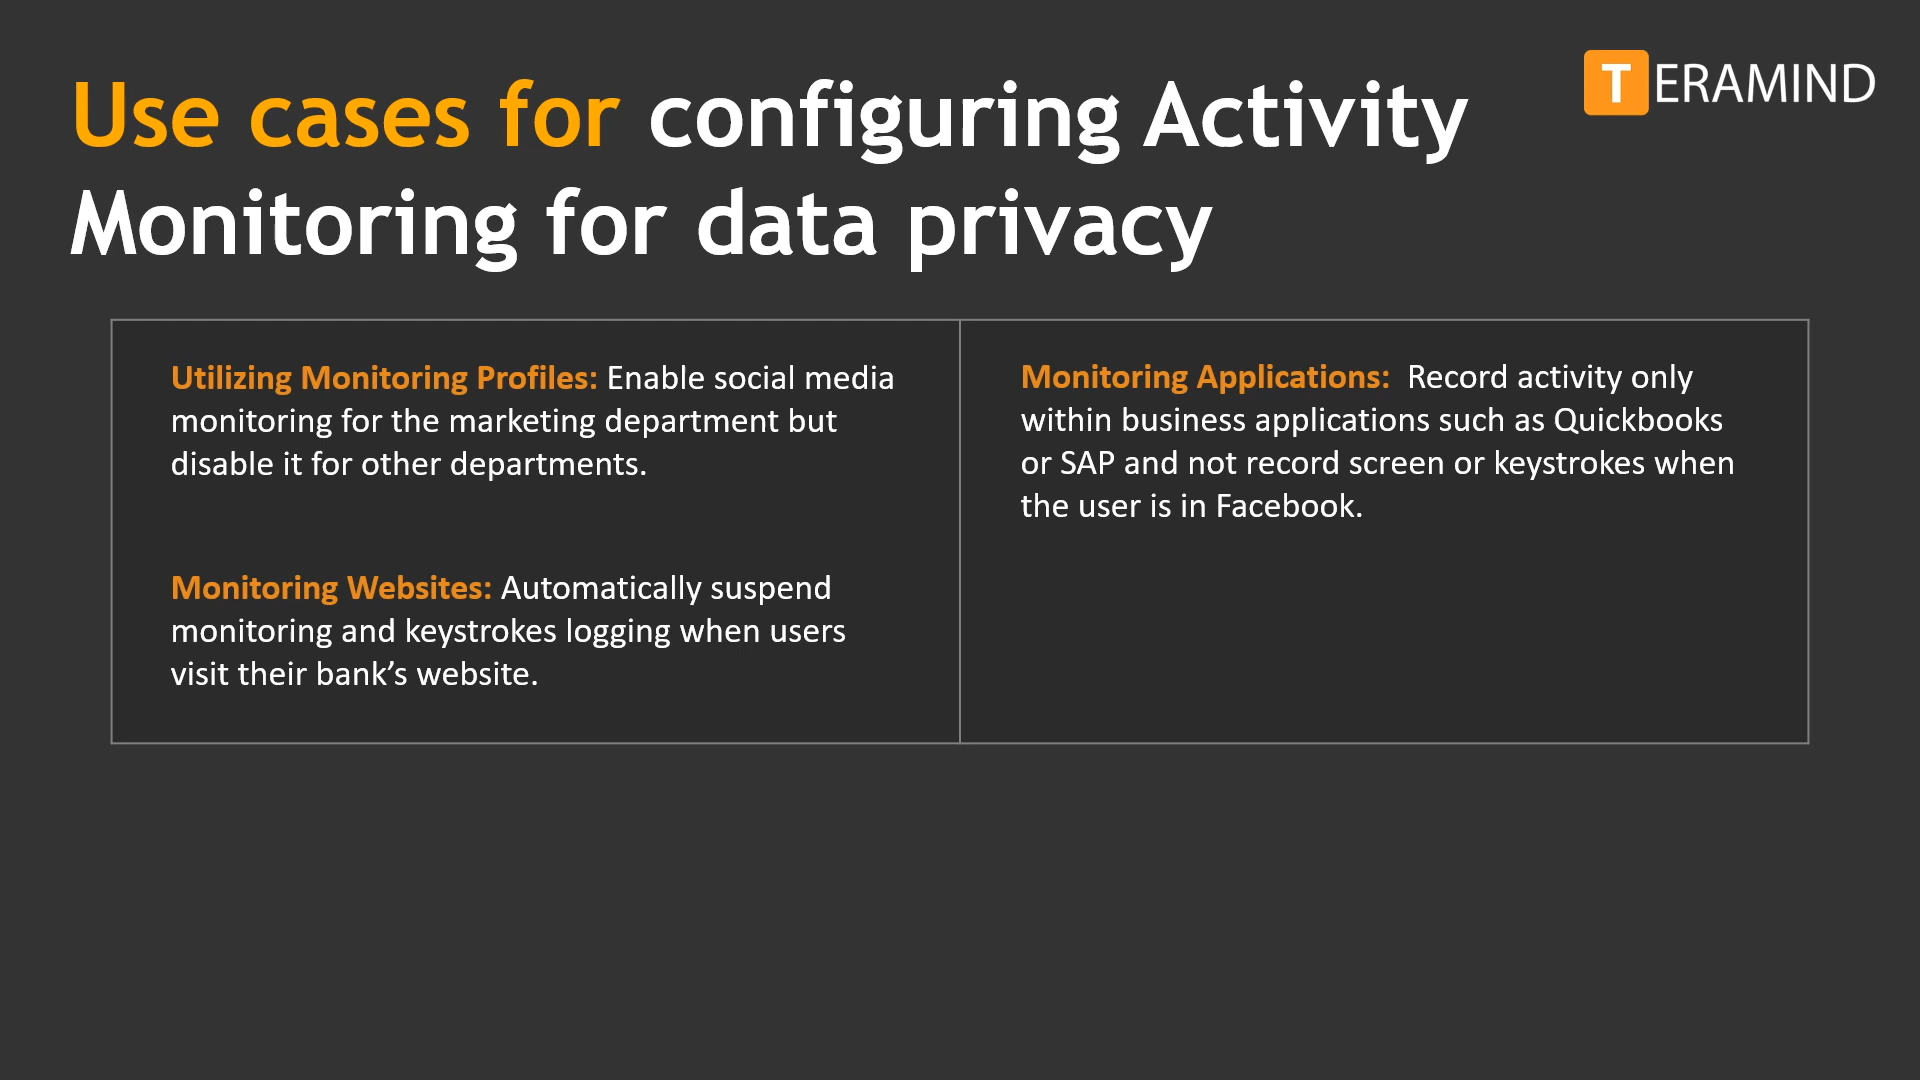 Use cases for configuring Activity
Monitoring for data privacy
TERAMIND
Utilizing Monitoring Profiles: Enable social media
monitoring for the marketing department but
disable it for other departments.
Monitoring Websites: Automatically suspend
monitoring and keystrokes logging when users
visit their bank’s website.
Monitoring Applications:  Record activity only
within business applications such as Quickbooks
or SAP and not record screen or keystrokes when
the user is in Facebook.